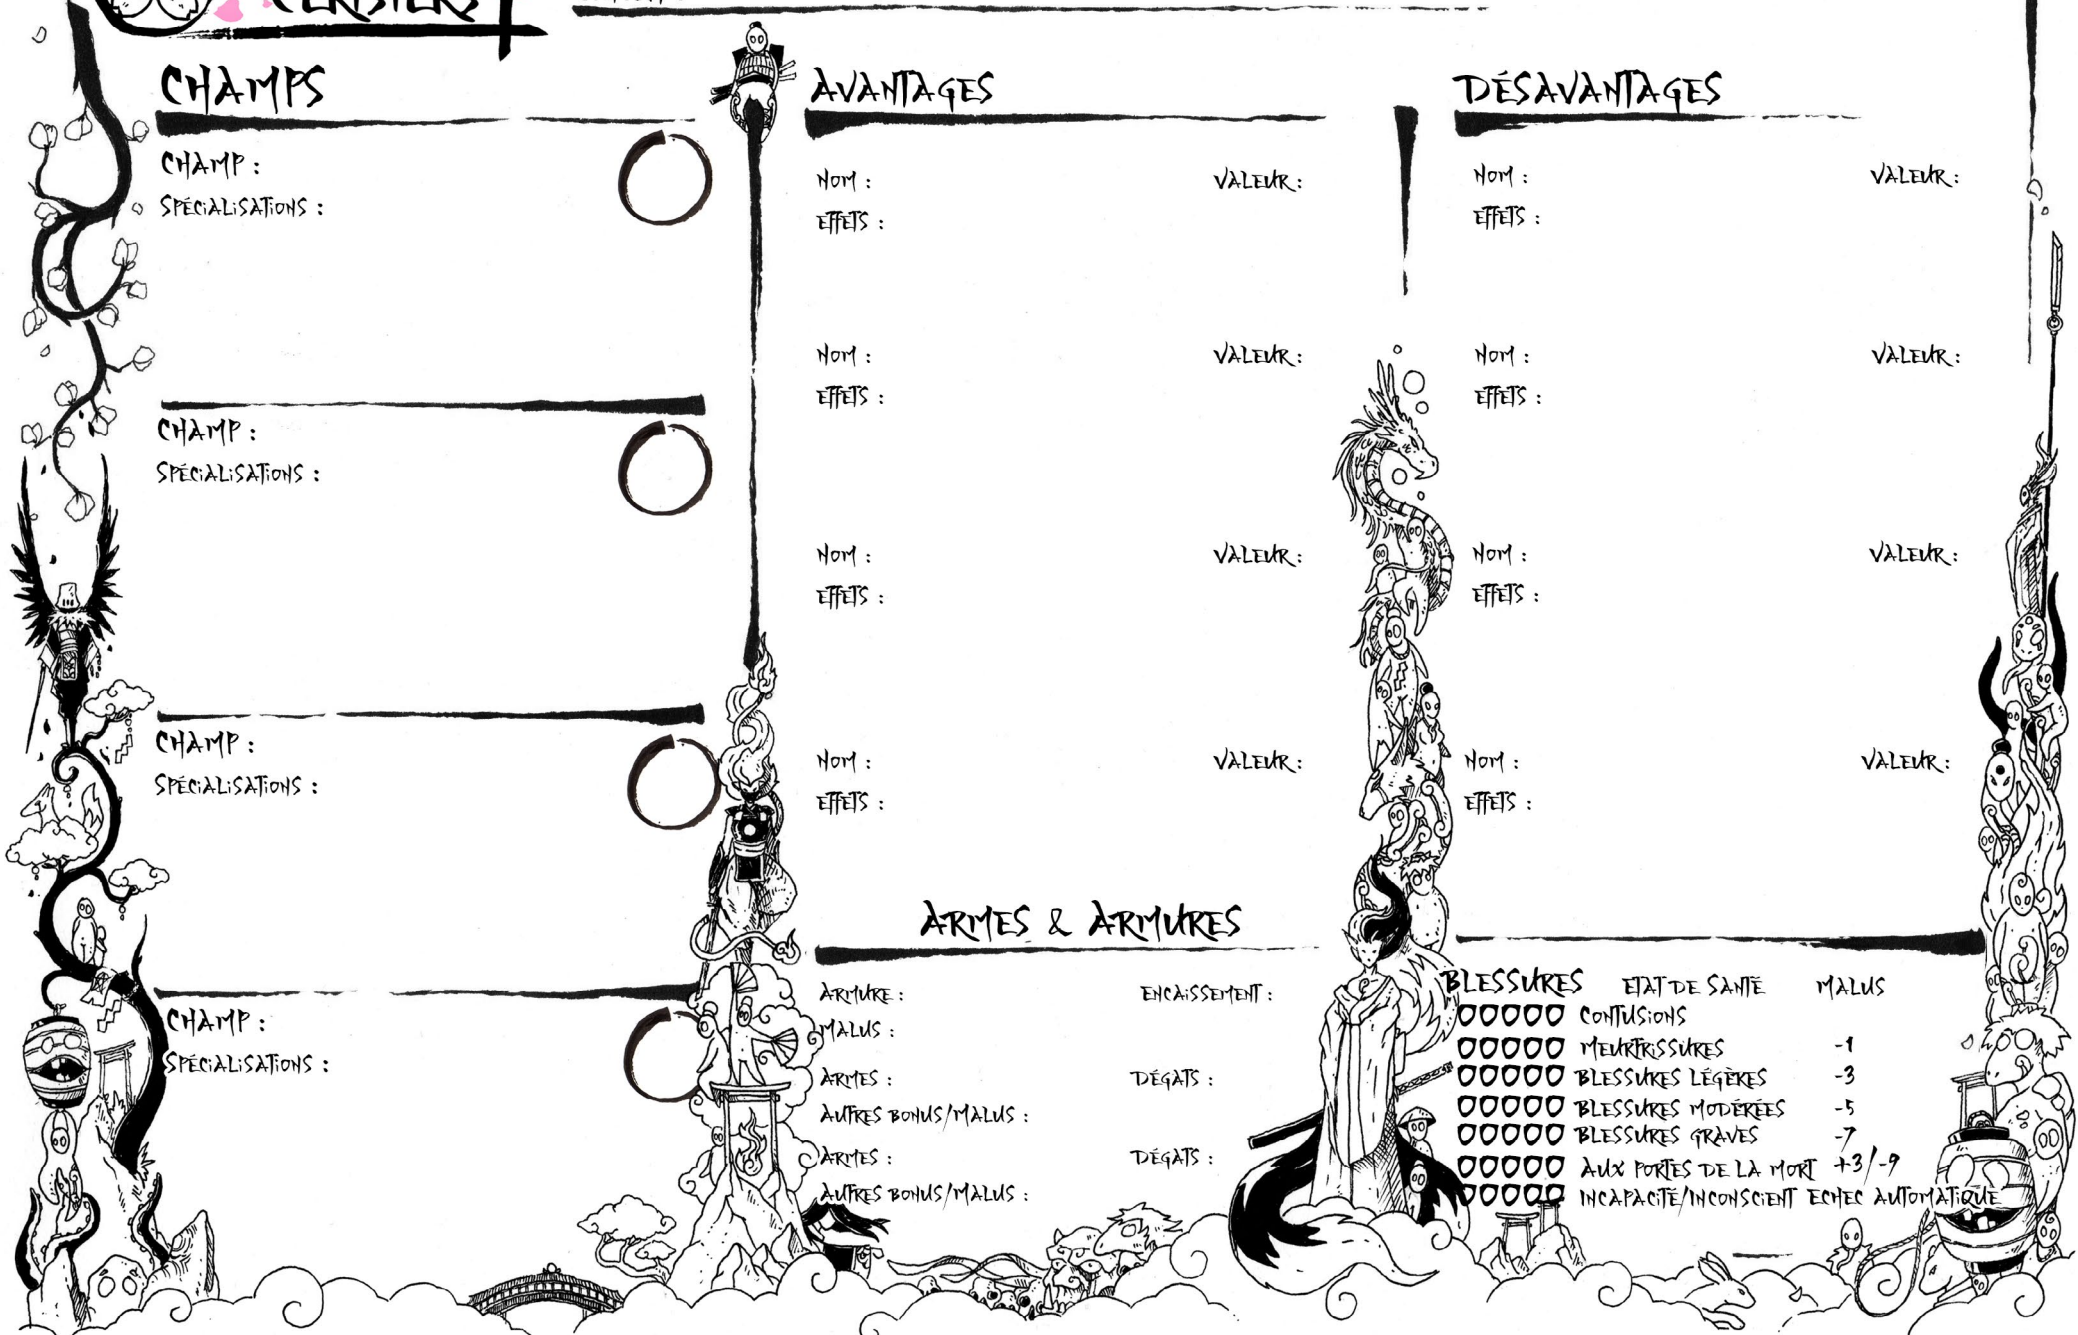 CHAMPS
CHAMP :
SPÉCIALISATIONS :
CHAMP :
SPÉCIALISATIONS :
CHAMP :
SPÉCIALISATIONS :
CHAMP :
SPÉCIALISATIONS :
AVANTAGES
NOM : VALEUR :
EFFETS :
NOM : VALEUR :
EFFETS :
NOM : VALEUR :
EFFETS :
NOM : VALEUR :
EFFETS :
ARMES & ARMURES
ARMURE : ENCAISSEMENT :
MALUS :
ARMES : DÉGATS :
AUTRES BONUS/MALUS :
ARMES : DÉGATS :
AUTRES BONUS/MALUS :
DÉSAVANTAGES
NOM : VALEUR :
EFFETS :
NOM : VALEUR :
EFFETS :
NOM : VALEUR :
EFFETS :
NOM : VALEUR :
EFFETS :
BLESSURES ETAT DE SANTÉ MALUS
CONTUSIONS
MEURTRISSURES -1
BLESSURES LÉGÈRES -3
BLESSURES MODÉRÉES -5
BLESSURES GRAVES -7
AUX PORTES DE LA MORT +3/-9
INCAPACITÉ/INCONSCIENT ECHEC AUTOMATIQUE